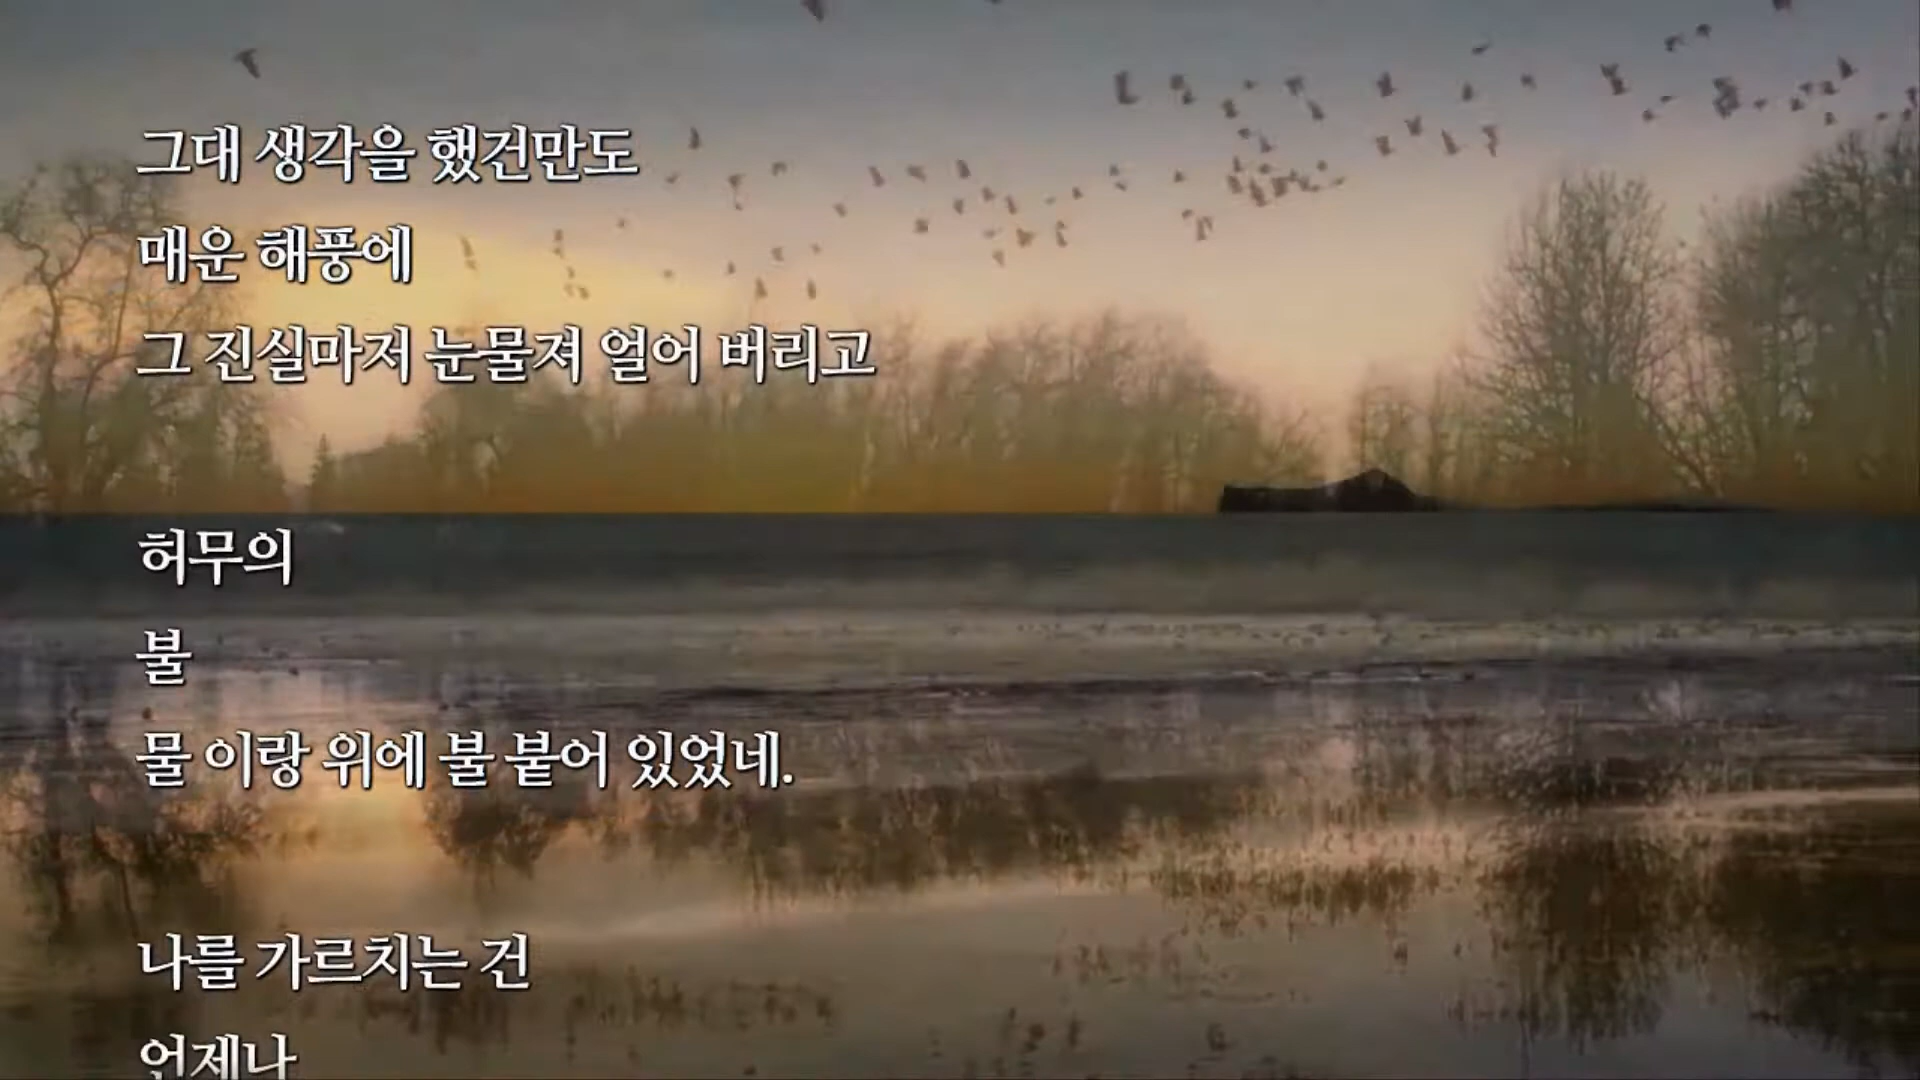 그대 생각을 했건만도
매운 해풍에
그 진실마저 눈물져 얼어 버리고
허무의
불
물 이랑 위에 불 붙어 있었네.
나를 가르치는 건
언제나